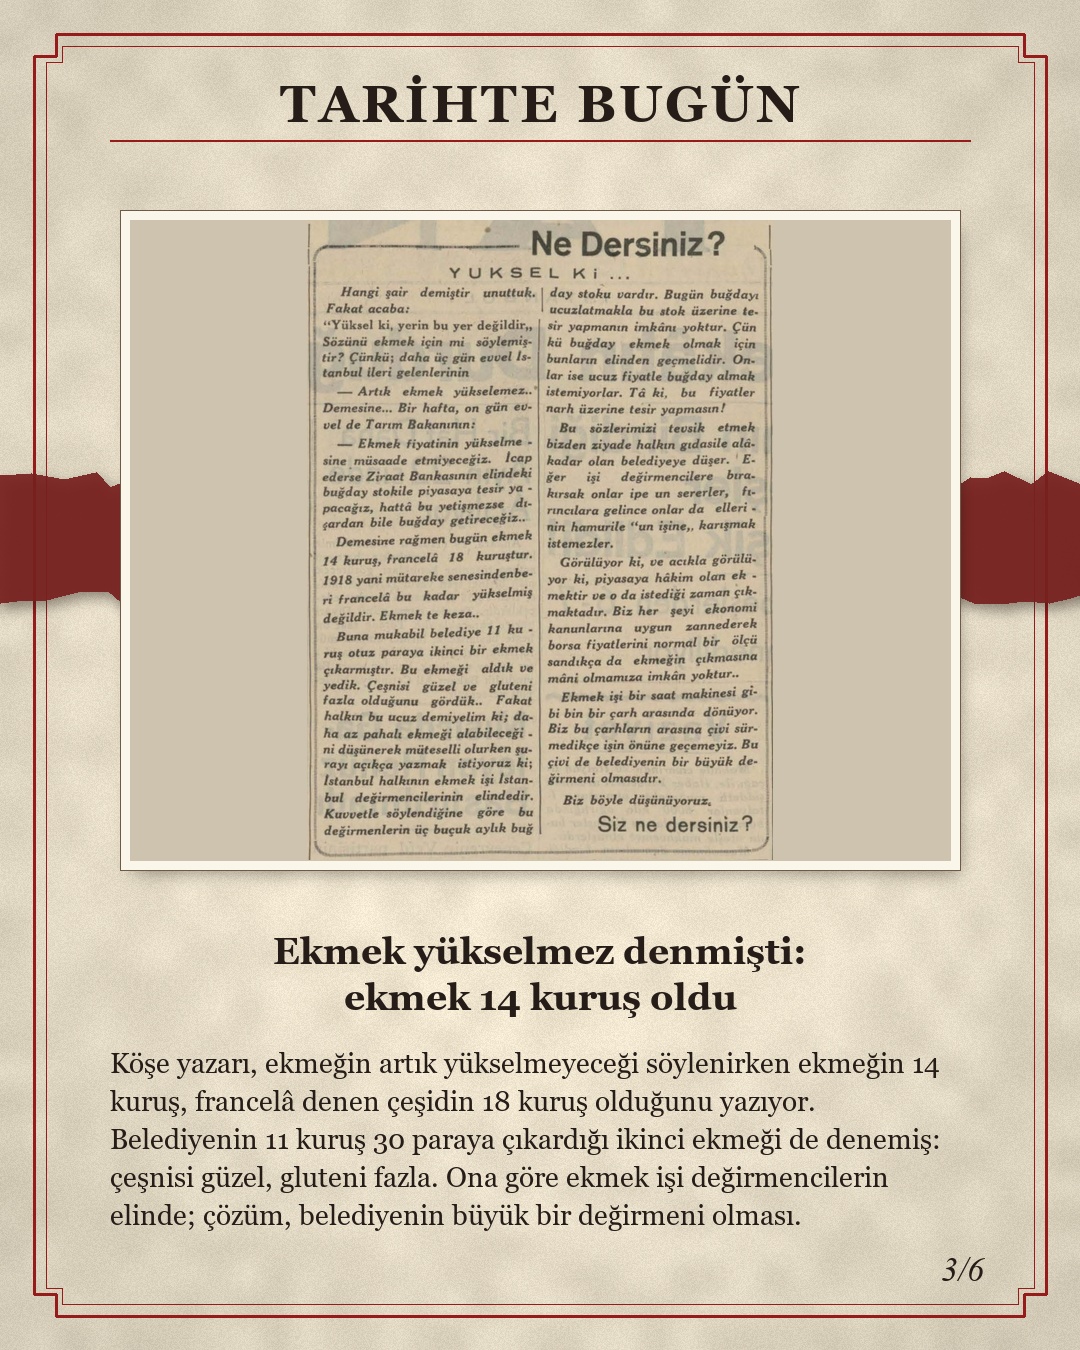 TARİHTE BUGÜN
Ne Dersiniz?
YUKSEL Ki ...
Hangi şair demiştir unuttuk.
Fakat acaba:
“Yüksel ki, yerin bu yer değildir,,
Sözünü ekmek için mi söylemiş-
tir? Çünkü; daha üç gün evvel İs-
tanbul ileri gelenlerinin
— Artık ekmek yükselemez..
Demesine... Bir hafta, on gün ev-
vel de Tarım Bakanının:
— Ekmek fiyatinin yükselme -
sine müsaade etmiyeceğiz. İcap
ederse Ziraat Bankasının elindeki
buğday stokile piyasaya tesir ya -
pacağız, hattâ bu yetişmezse dı-
şardan bile buğday getireceğiz..
Demesine rağmen bugün ekmek
14 kuruş, francelâ 18 kuruştur.
1918 yani mütareke senesindenbe-
ri francelâ bu kadar yükselmiş
değildir. Ekmek te keza..
Buna mukabil belediye 11 ku -
ruş otuz paraya ikinci bir ekmek
çıkarmıştır. Bu ekmeği aldık ve
yedik. Çeşnisi güzel ve gluteni
fazla olduğunu gördük.. Fakat
halkın bu ucuz demiyelim ki; da-
ha az pahalı ekmeği alabileceği -
ni düşünerek müteselli olurken şu-
rayı açıkça yazmak istiyoruz ki;
İstanbul halkının ekmek işi İstan-
bul değirmencilerinin elindedir.
Kuvvetle söylendiğine göre bu
değirmenlerin üç buçuk aylık buğ
day stoku vardır. Bugün buğdayı
ucuzlatmakla bu stok üzerine te-
sir yapmanın imkânı yoktur. Çün
kü buğday ekmek olmak için
bunların elinden geçmelidir. On-
lar ise ucuz fiyatle buğday almak
istemiyorlar. Tâ ki, bu fiyatler
narh üzerine tesir yapmasın!
Bu sözlerimizi tevsik etmek
bizden ziyade halkın gıdasile alâ-
kadar olan belediyeye düşer. E-
ğer işi değirmencilere bıra-
kırsak onlar ipe un sererler, fı-
rıncılara gelince onlar da elleri -
nin hamurile “un işine,, karışmak
istemezler.
Görülüyor ki, ve acıkla görülü-
yor ki, piyasaya hâkim olan ek -
mektir ve o da istediği zaman çık-
maktadır. Biz her şeyi ekonomi
kanunlarına uygun zannederek
borsa fiyatlerini normal bir ölçü
sandıkça da ekmeğin çıkmasına
mâni olmamıza imkân yoktur..
Ekmek işi bir saat makinesi gi-
bi bin bir çarh arasında dönüyor.
Biz bu çarhların arasına çivi sür-
medikçe işin önüne geçemeyiz. Bu
çivi de belediyenin bir büyük de-
ğirmeni olmasıdır.
Biz böyle düşünüyoruz.
Siz ne dersiniz?
Ekmek yükselmez denmişti:
ekmek 14 kuruş oldu
Köşe yazarı, ekmeğin artık yükselmeyeceği söylenirken ekmeğin 14
kuruş, francelâ denen çeşidin 18 kuruş olduğunu yazıyor.
Belediyenin 11 kuruş 30 paraya çıkardığı ikinci ekmeği de denemiş:
çeşnisi güzel, gluteni fazla. Ona göre ekmek işi değirmencilerin
elinde; çözüm, belediyenin büyük bir değirmeni olması.
3/6